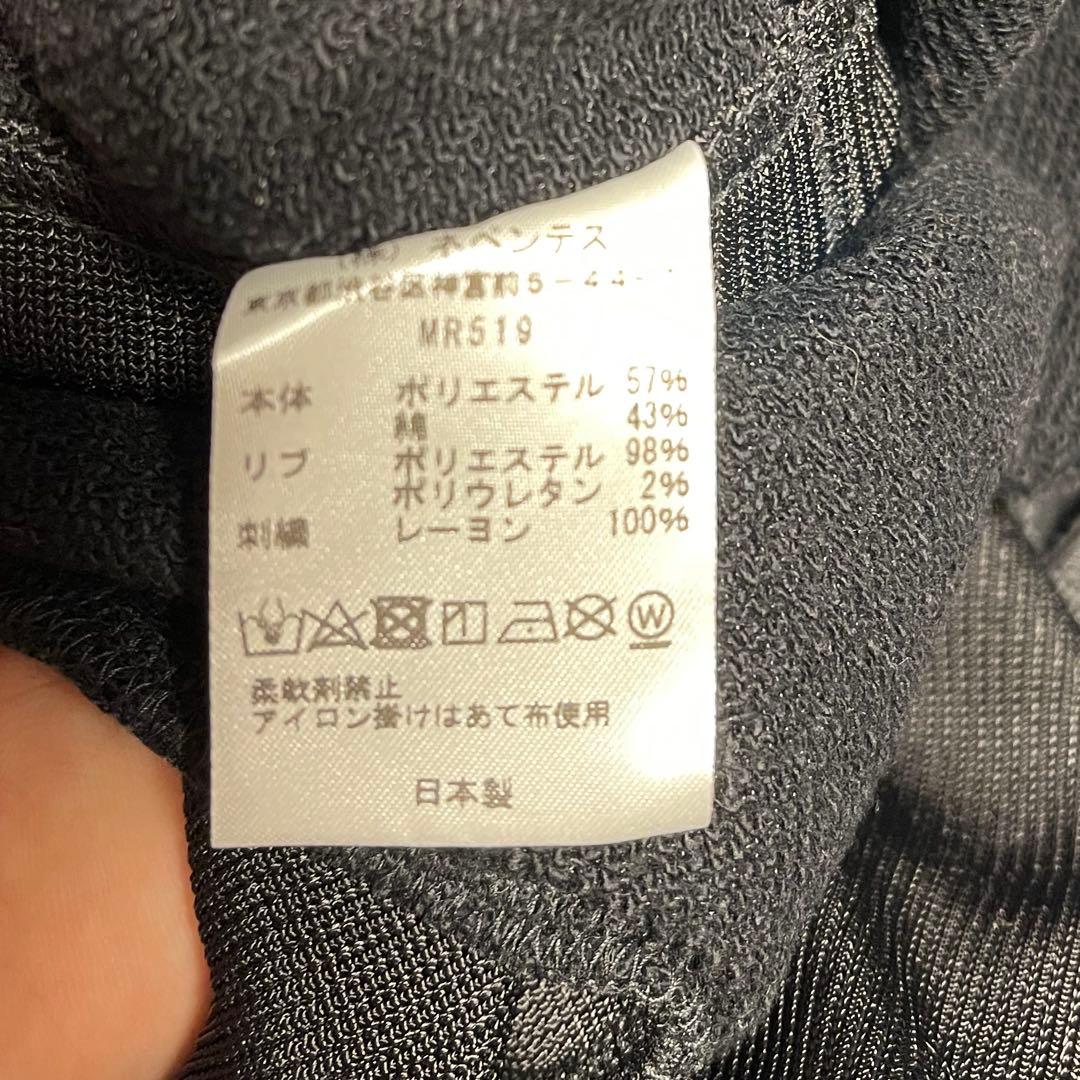 (株) ネペンテス
東京都渋谷区神宮前5-44-
MR519
本体 ポリエステル 57%
綿 43%
リブ ポリエステル 98%
ポリウレタン 2%
刺繍 レーヨン 100%
W
柔軟剤禁止
アイロン掛けはあて布使用
日本製